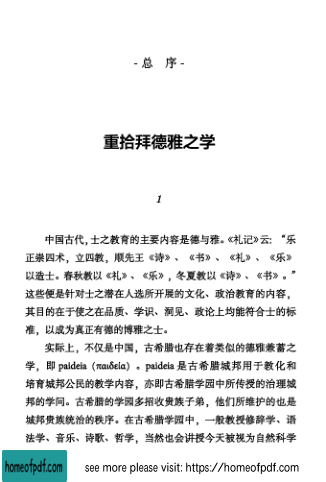 - 总 序 -
重拾拜德雅之学
1
中国古代，士之教育的主要内容是德与雅。《礼记》云：“乐
正崇四术，立四教，顺先王《诗》、《书》、《礼》、《乐》
以造士。春秋教以《礼》、《乐》，冬夏教以《诗》、《书》。”
这些便是针对士之潜在人选所开展的文化、政治教育的内容，
其目的在于使之在品质、学识、洞见、政论上均能符合士的标
准，以成为真正有德的博雅之士。
实际上，不仅是中国，古希腊也存在着类似的德雅兼蓄之
学，即 paideia（παιδεία）。paideia 是古希腊城邦用于教化和
培育城邦公民的教学内容，亦即古希腊学园中所传授的治理城
邦的学问。古希腊的学园多招收贵族子弟，他们所维护的也是
城邦贵族统治的秩序。在古希腊学园中，一般教授修辞学、语
法学、音乐、诗歌、哲学，当然也会讲授今天被视为自然科学
homeofpdf.com
see more please visit: https://homeofpdf.com